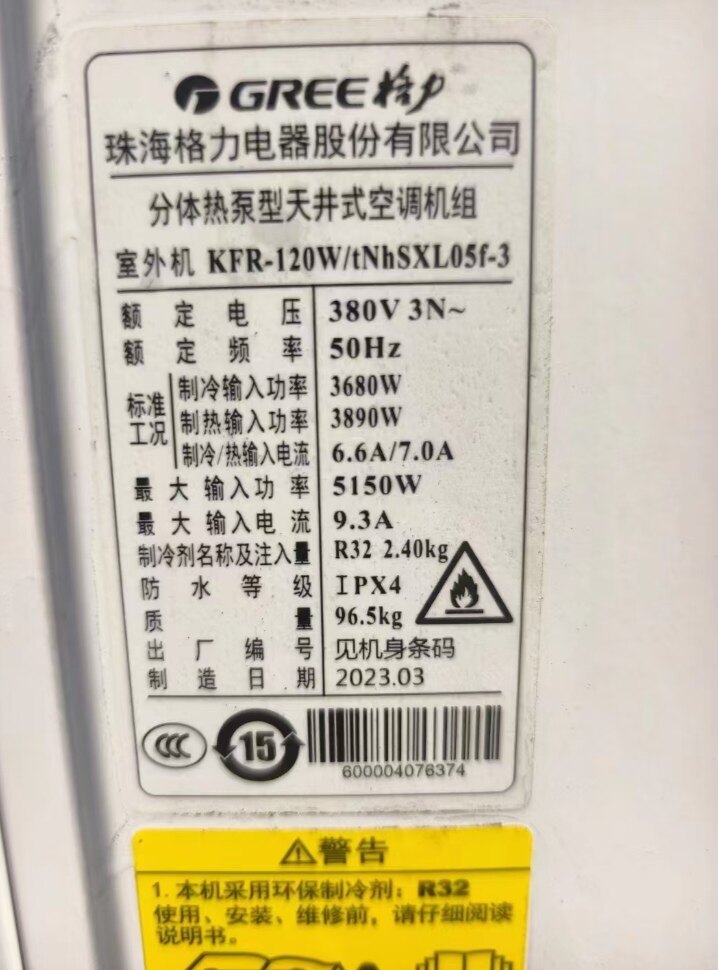 GREE 格力
珠海格力电器股份有限公司
分体热泵型天井式空调机组
室外机 KFR-120W/tNhSXL05f-3
额定电压 380V 3N~
额定频率 50Hz
标准工况
制冷输入功率 3680W
制热输入功率 3890W
制冷/热输入电流 6.6A/7.0A
最大输入功率 5150W
最大输入电流 9.3A
制冷剂名称及注入量 R32 2.40kg
防水等级 IPX4
质量 96.5kg
出厂编号 见机身条码
制造日期 2023.03
CCC 15
600004076374
警告
1. 本机采用环保制冷剂：R32
使用、安装、维修前，请仔细阅读
说明书。